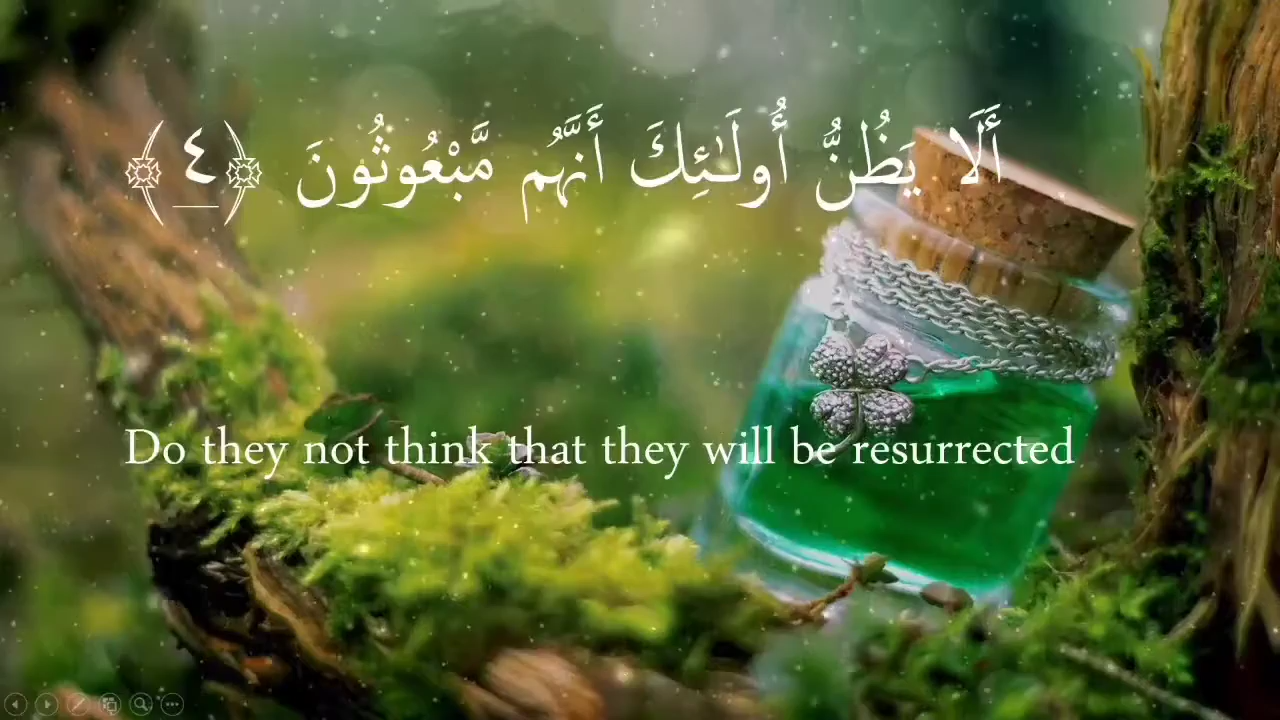 أَلَا يَظُنُّ أُولَـٰئِكَ أَنَّهُم مَّبْعُوثُونَ ﴿٤﴾
Do they not think that they will be resurrected